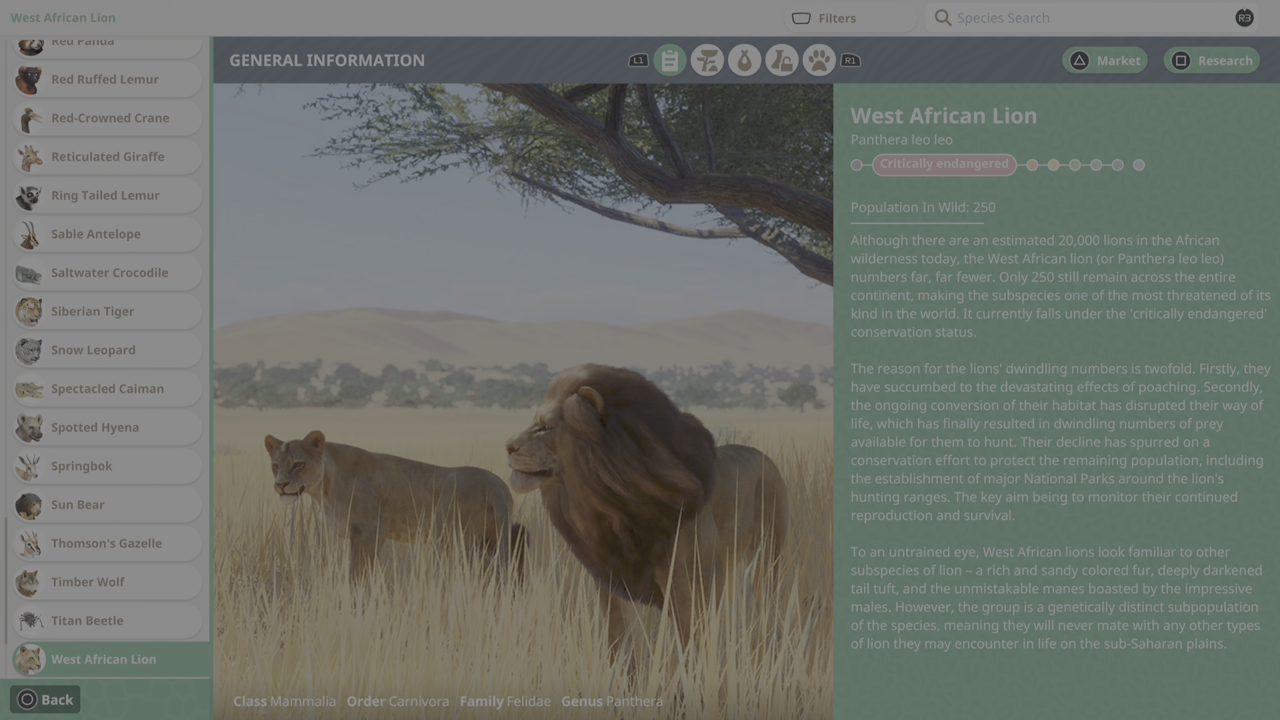 West African Lion
Filters
Species Search
R3
Red Panda
Red Ruffed Lemur
Red-Crowned Crane
Reticulated Giraffe
Ring Tailed Lemur
Sable Antelope
Saltwater Crocodile
Siberian Tiger
Snow Leopard
Spectacled Caiman
Spotted Hyena
Springbok
Sun Bear
Thomson's Gazelle
Timber Wolf
Titan Beetle
West African Lion
Back
GENERAL INFORMATION
L1
R1
Market
Research
Class Mammalia Order Carnivora Family Felidae Genus Panthera
West African Lion
Panthera leo leo
Critically endangered
Population In Wild: 250
Although there are an estimated 20,000 lions in the African
wilderness today, the West African lion (or Panthera leo leo)
numbers far, far fewer. Only 250 still remain across the entire
continent, making the subspecies one of the most threatened of its
kind in the world. It currently falls under the 'critically endangered'
conservation status.
The reason for the lions' dwindling numbers is twofold. Firstly, they
have succumbed to the devastating effects of poaching. Secondly,
the ongoing conversion of their habitat has disrupted their way of
life, which has finally resulted in dwindling numbers of prey
available for them to hunt. Their decline has spurred on a
conservation effort to protect the remaining population, including
the establishment of major National Parks around the lion's
hunting ranges. The key aim being to monitor their continued
reproduction and survival.
To an untrained eye, West African lions look familiar to other
subspecies of lion – a rich and sandy colored fur, deeply darkened
tail tuft, and the unmistakable manes boasted by the impressive
males. However, the group is a genetically distinct subpopulation
of the species, meaning they will never mate with any other types
of lion they may encounter in life on the sub-Saharan plains.